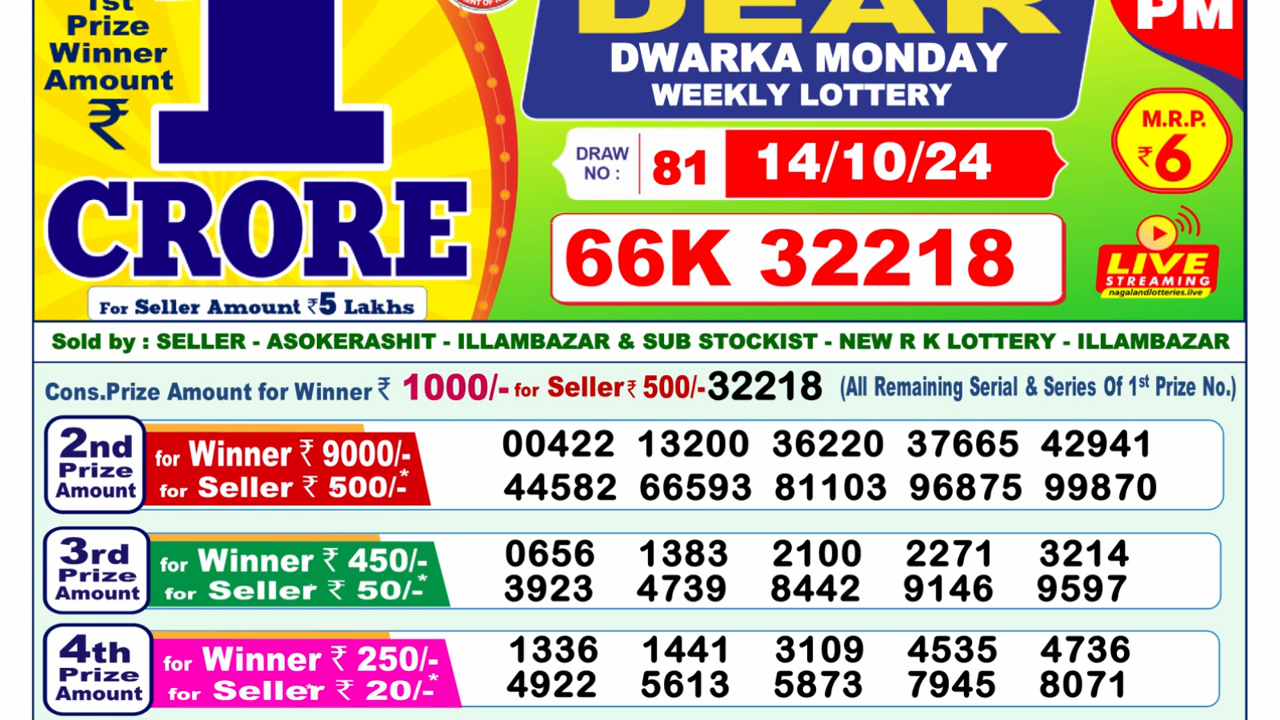 1st
Prize
Winner
Amount
₹
1
CRORE
For Seller Amount ₹5 Lakhs
DEAR
DWARKA MONDAY
WEEKLY LOTTERY
PM
M.R.P.
₹6
DRAW NO : 81 14/10/24
66K 32218
LIVE
STREAMING
nagalandlotteries.live
Sold by : SELLER - ASOKERASHIT - ILLAMBAZAR & SUB STOCKIST - NEW R K LOTTERY - ILLAMBAZAR
Cons.Prize Amount for Winner ₹ 1000/- for Seller ₹ 500/- 32218 (All Remaining Serial & Series Of 1st Prize No.)
2nd
Prize
Amount
for Winner ₹ 9000/-
for Seller ₹ 500/-*
00422 13200 36220 37665 42941
44582 66593 81103 96875 99870
3rd
Prize
Amount
for Winner ₹ 450/-
for Seller ₹ 50/-*
0656 1383 2100 2271 3214
3923 4739 8442 9146 9597
4th
Prize
Amount
for Winner ₹ 250/-
for Seller ₹ 20/-*
1336 1441 3109 4535 4736
4922 5613 5873 7945 8071